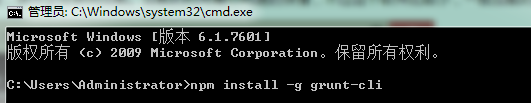 管理员: C:\Windows\system32\cmd.exe
Microsoft Windows [版本 6.1.7601]
版权所有 (c) 2009 Microsoft Corporation。保留所有权利。
C:\Users\Administrator>npm install -g grunt-cli